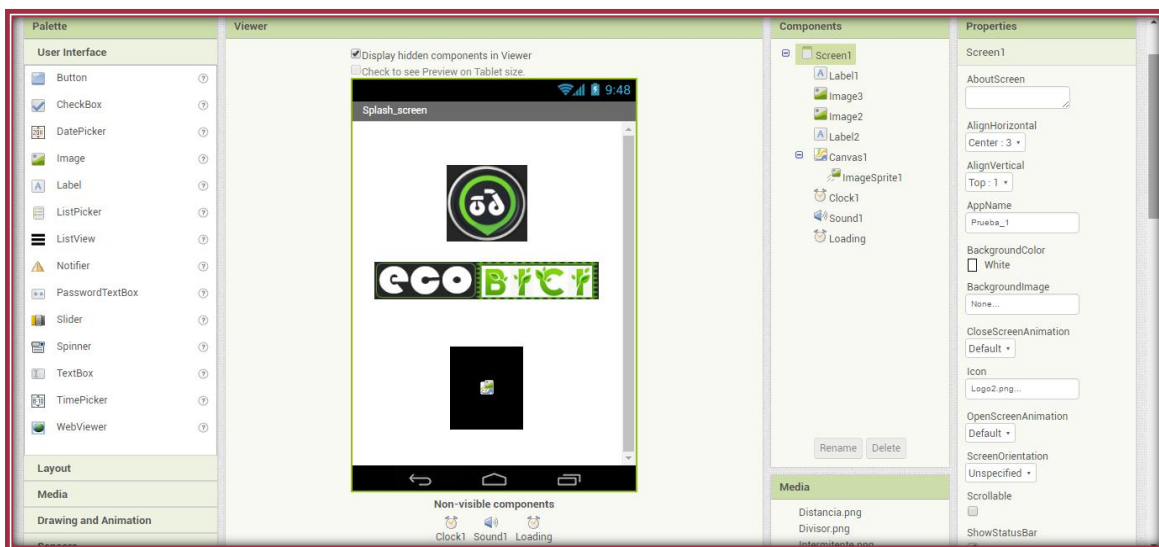 Palette
User Interface
Button
CheckBox
DatePicker
Image
Label
ListPicker
ListView
Notifier
PasswordTextBox
Slider
Spinner
TextBox
TimePicker
WebViewer
Layout
Media
Drawing and Animation
Viewer
Display hidden components in Viewer
Check to see Preview on Tablet size.
9:48
Splash_screen
eco BICI
Non-visible components
Clock1 Sound1 Loading
Components
Screen1
Label1
Image3
Image2
Label2
Canvas1
ImageSprite1
Clock1
Sound1
Loading
Rename Delete
Media
Distancia.png
Divisor.png
Intermitente.png
Properties
Screen1
AboutScreen
AlignHorizontal
Center : 3
AlignVertical
Top : 1
AppName
Prueba_1
BackgroundColor
White
BackgroundImage
None...
CloseScreenAnimation
Default
Icon
Logo2.png...
OpenScreenAnimation
Default
ScreenOrientation
Unspecified
Scrollable
ShowStatusBar